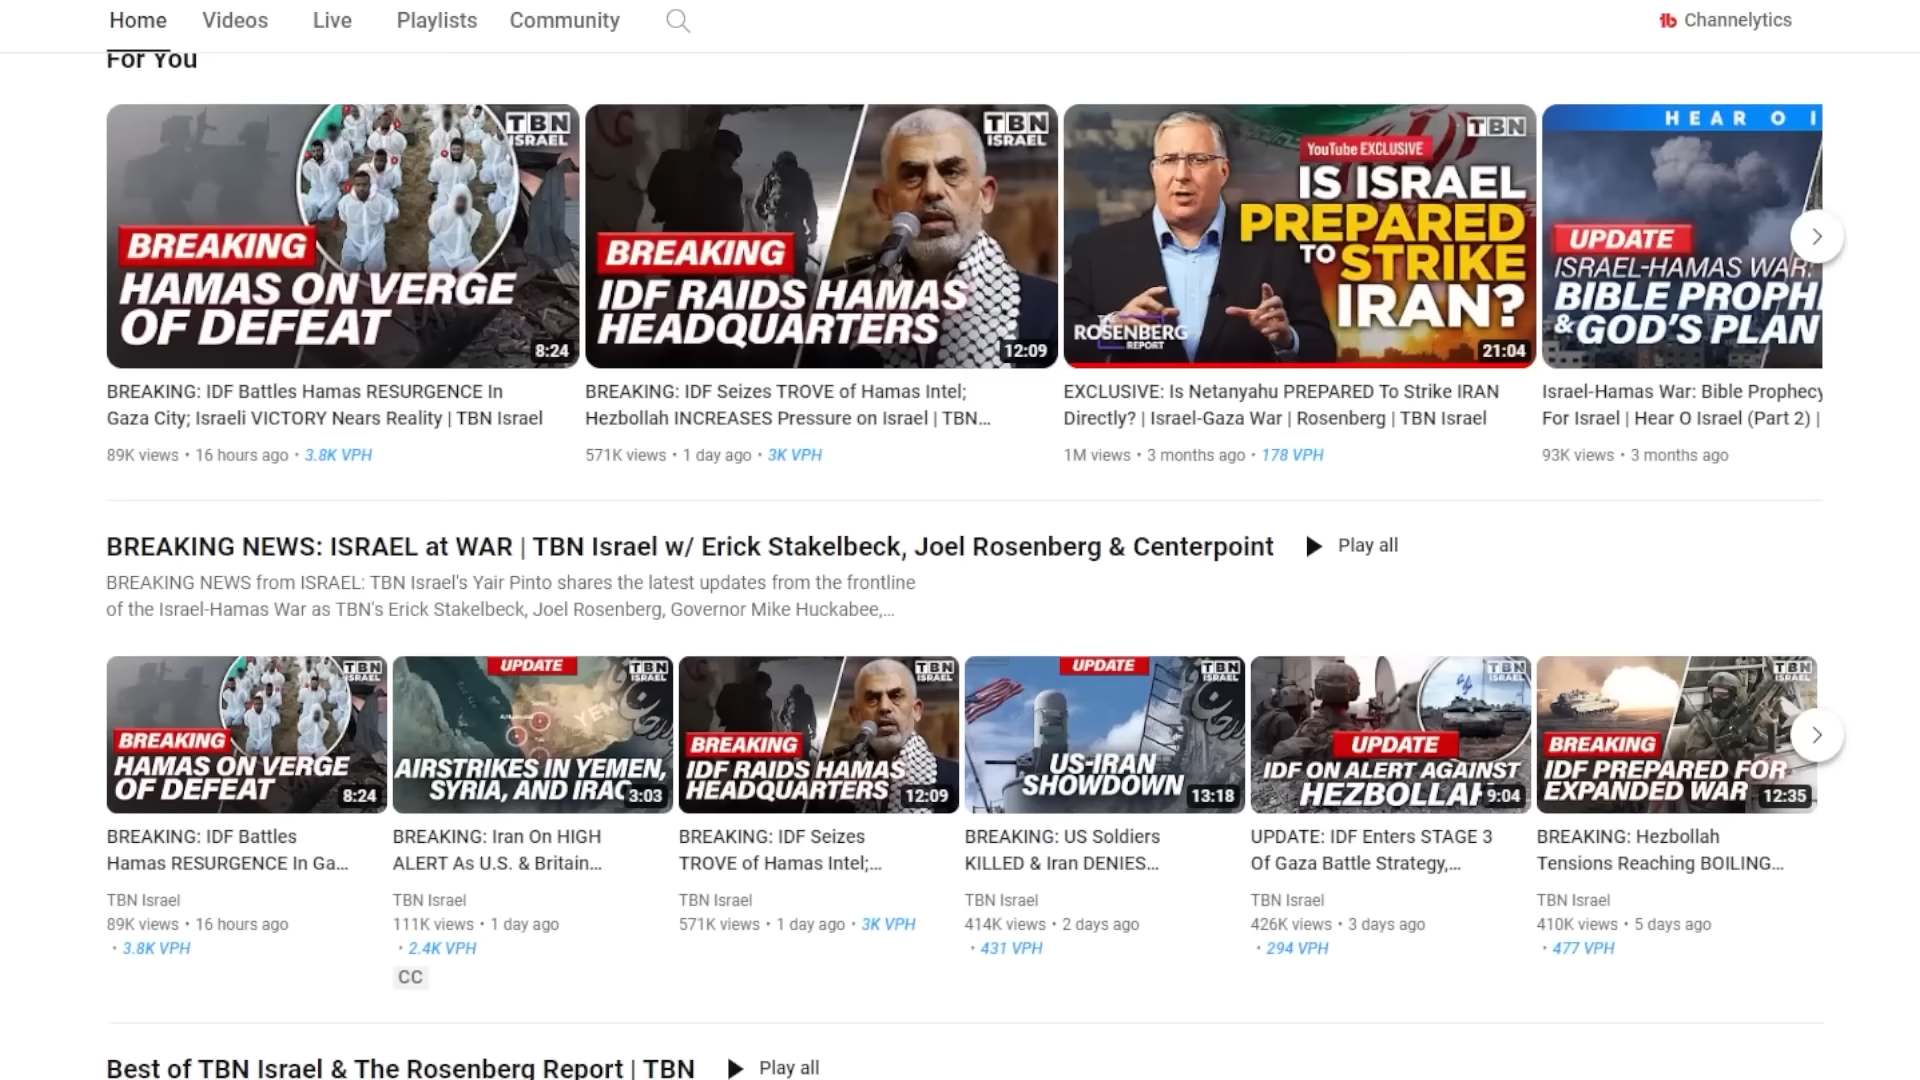 Home Videos Live Playlists Community Channelytics
For You
TBN
ISRAEL
BREAKING
HAMAS ON VERGE
OF DEFEAT
8:24
TBN
ISRAEL
BREAKING
IDF RAIDS HAMAS
HEADQUARTERS
12:09
TBN
YouTube EXCLUSIVE
IS ISRAEL
PREPARED
TO STRIKE
IRAN?
ROSENBERG
REPORT
21:04
HEAR O I
UPDATE
ISRAEL-HAMAS WAR:
BIBLE PROPH
& GOD'S PLAN
BREAKING: IDF Battles Hamas RESURGENCE In
Gaza City; Israeli VICTORY Nears Reality | TBN Israel
89K views • 16 hours ago • 3.8K VPH
BREAKING: IDF Seizes TROVE of Hamas Intel;
Hezbollah INCREASES Pressure on Israel | TBN...
571K views • 1 day ago • 3K VPH
EXCLUSIVE: Is Netanyahu PREPARED To Strike IRAN
Directly? | Israel-Gaza War | Rosenberg | TBN Israel
1M views • 3 months ago • 178 VPH
Israel-Hamas War: Bible Prophecy
For Israel | Hear O Israel (Part 2) |
93K views • 3 months ago
BREAKING NEWS: ISRAEL at WAR | TBN Israel w/ Erick Stakelbeck, Joel Rosenberg & Centerpoint Play all
BREAKING NEWS from ISRAEL: TBN Israel's Yair Pinto shares the latest updates from the frontline
of the Israel-Hamas War as TBN's Erick Stakelbeck, Joel Rosenberg, Governor Mike Huckabee,...
TBN
ISRAEL
BREAKING
HAMAS ON VERGE
OF DEFEAT
8:24
UPDATE
TBN
ISRAEL
YEM
AIRSTRIKES IN YEMEN,
SYRIA, AND IRAQ
3:03
TBN
ISRAEL
BREAKING
IDF RAIDS HAMAS
HEADQUARTERS
12:09
UPDATE
TBN
ISRAEL
US-IRAN
SHOWDOWN
13:18
TBN
ISRAEL
UPDATE
IDF ON ALERT AGAINST
HEZBOLLAH
9:04
TBN
ISRAEL
BREAKING
IDF PREPARED FOR
EXPANDED WAR
12:35
BREAKING: IDF Battles
Hamas RESURGENCE In Ga...
TBN Israel
89K views • 16 hours ago
• 3.8K VPH
BREAKING: Iran On HIGH
ALERT As U.S. & Britain...
TBN Israel
111K views • 1 day ago
• 2.4K VPH
CC
BREAKING: IDF Seizes
TROVE of Hamas Intel;...
TBN Israel
571K views • 1 day ago • 3K VPH
BREAKING: US Soldiers
KILLED & Iran DENIES...
TBN Israel
414K views • 2 days ago
• 431 VPH
UPDATE: IDF Enters STAGE 3
Of Gaza Battle Strategy,...
TBN Israel
426K views • 3 days ago
• 294 VPH
BREAKING: Hezbollah
Tensions Reaching BOILING...
TBN Israel
410K views • 5 days ago
• 477 VPH
Best of TBN Israel & The Rosenberg Report | TBN Play all